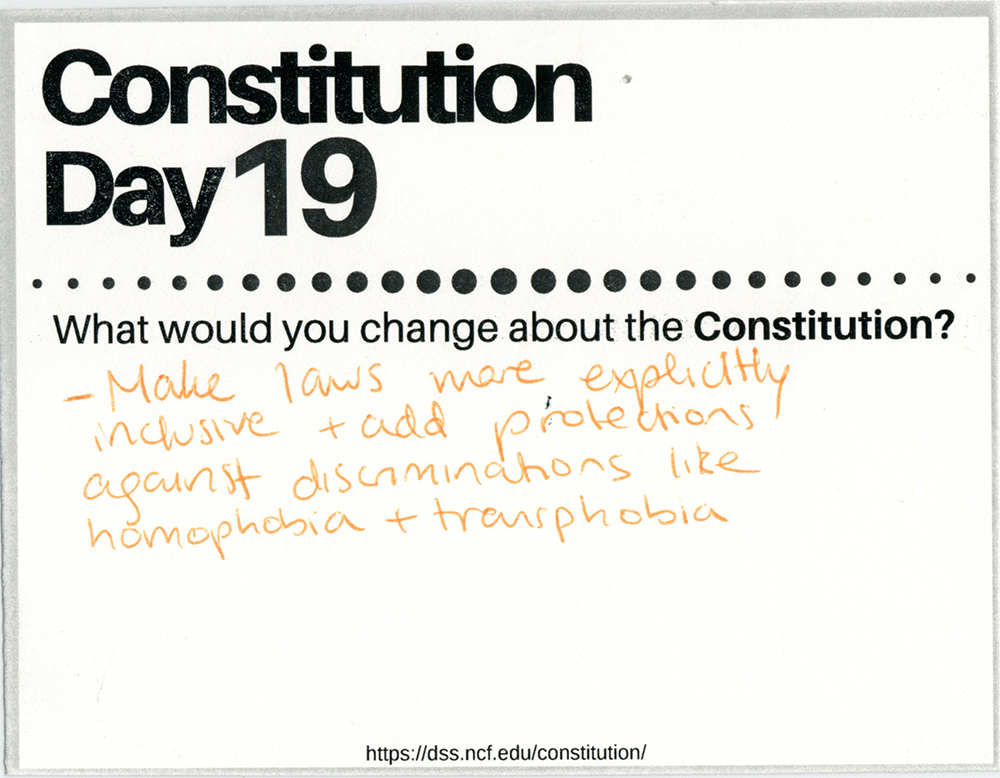 Constitution
Day 19
What would you change about the Constitution?
- Make laws more explicitly
inclusive + add protections
against discriminations like
homophobia + transphobia
https://dss.ncf.edu/constitution/